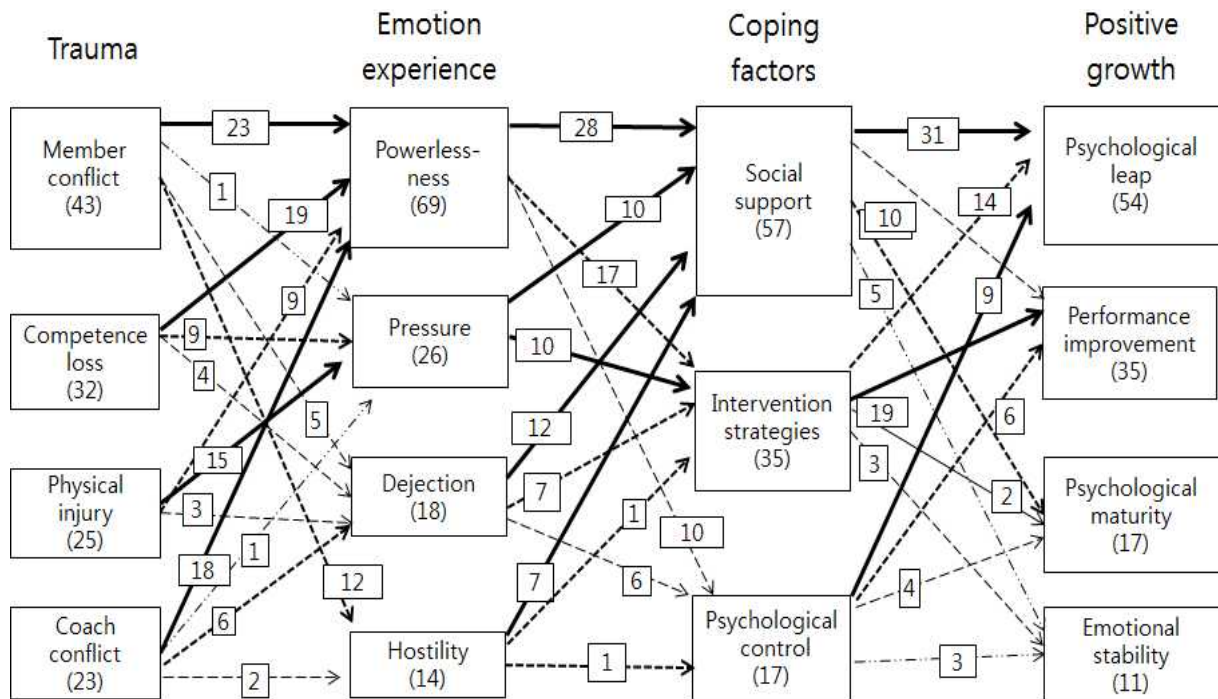 Trauma
Emotion
experience
Coping
factors
Positive
growth
Member
conflict
(43)
Competence
loss
(32)
Physical
injury
(25)
Coach
conflict
(23)
23
1
19
9
9
4
5
15
3
1
18
12
6
2
Powerless-
ness
(69)
Pressure
(26)
Dejection
(18)
Hostility
(14)
28
10
17
10
12
7
1
10
7
6
1
Social
support
(57)
Intervention
strategies
(35)
Psychological
control
(17)
31
14
10
5
9
19
6
3
2
4
3
Psychological
leap
(54)
Performance
improvement
(35)
Psychological
maturity
(17)
Emotional
stability
(11)